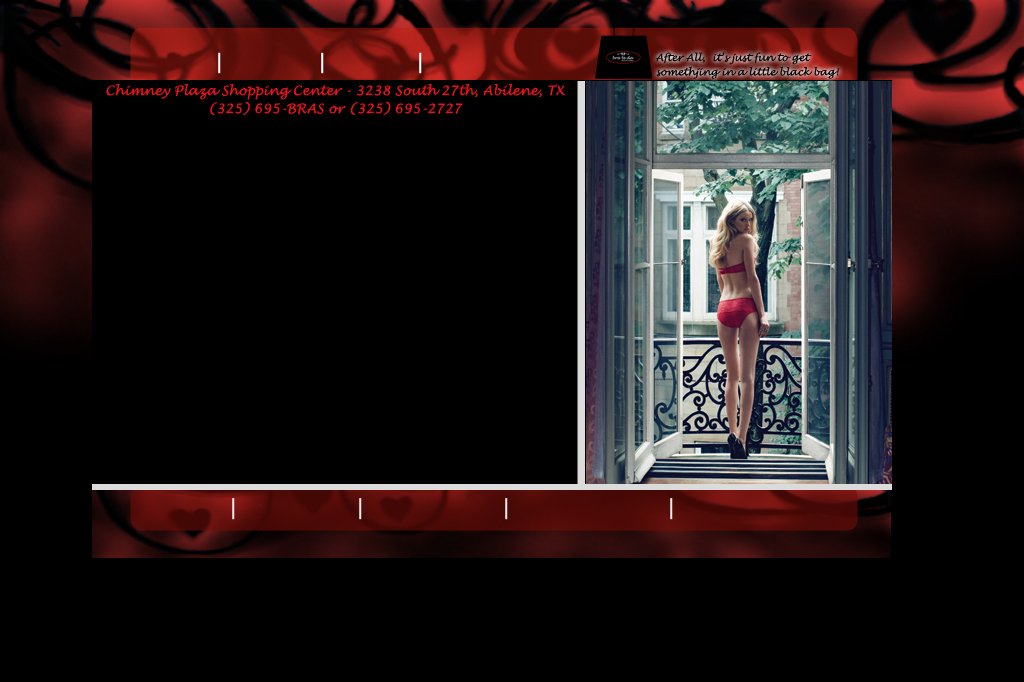 After All, it's just fun to get
something in a little black bag!
Chimney Plaza Shopping Center - 3238 South 27th, Abilene, TX
(325) 695-BRAS or (325) 695-2727